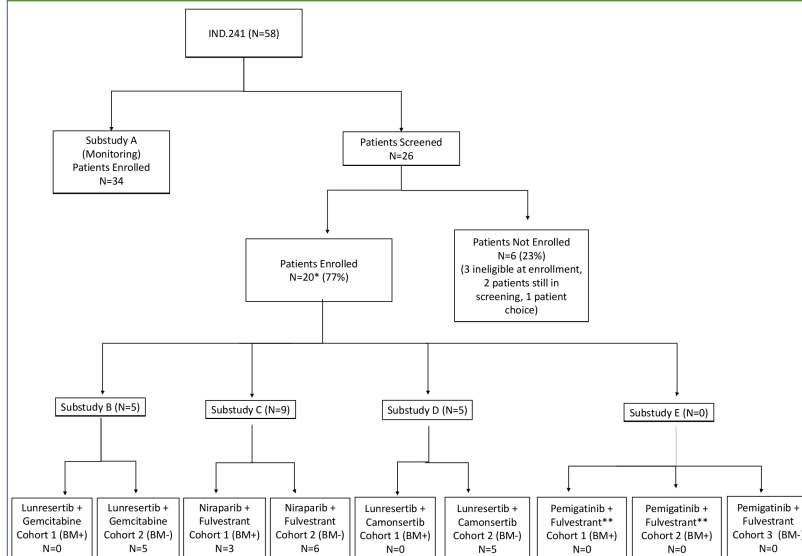 IND.241 (N=58)
Substudy A
(Monitoring)
Patients Enrolled
N=34
Patients Screened
N=26
Patients Enrolled
N=20* (77%)
Patients Not Enrolled
N=6 (23%)
(3 ineligible at enrollment,
2 patients still in
screening, 1 patient
choice)
Substudy B (N=5)
Substudy C (N=9)
Substudy D (N=5)
Substudy E (N=0)
Lunresertib +
Gemcitabine
Cohort 1 (BM+)
N=0
Lunresertib +
Gemcitabine
Cohort 2 (BM-)
N=5
Niraparib +
Fulvestrant
Cohort 1 (BM+)
N=3
Niraparib +
Fulvestrant
Cohort 2 (BM-)
N=6
Lunresertib +
Camonsertib
Cohort 1 (BM+)
N=0
Lunresertib +
Camonsertib
Cohort 2 (BM-)
N=5
Pemigatinib +
Fulvestrant**
Cohort 1 (BM+)
N=0
Pemigatinib +
Fulvestrant**
Cohort 2 (BM+)
N=0
Pemigatinib +
Fulvestrant
Cohort 3 (BM-)
N=0